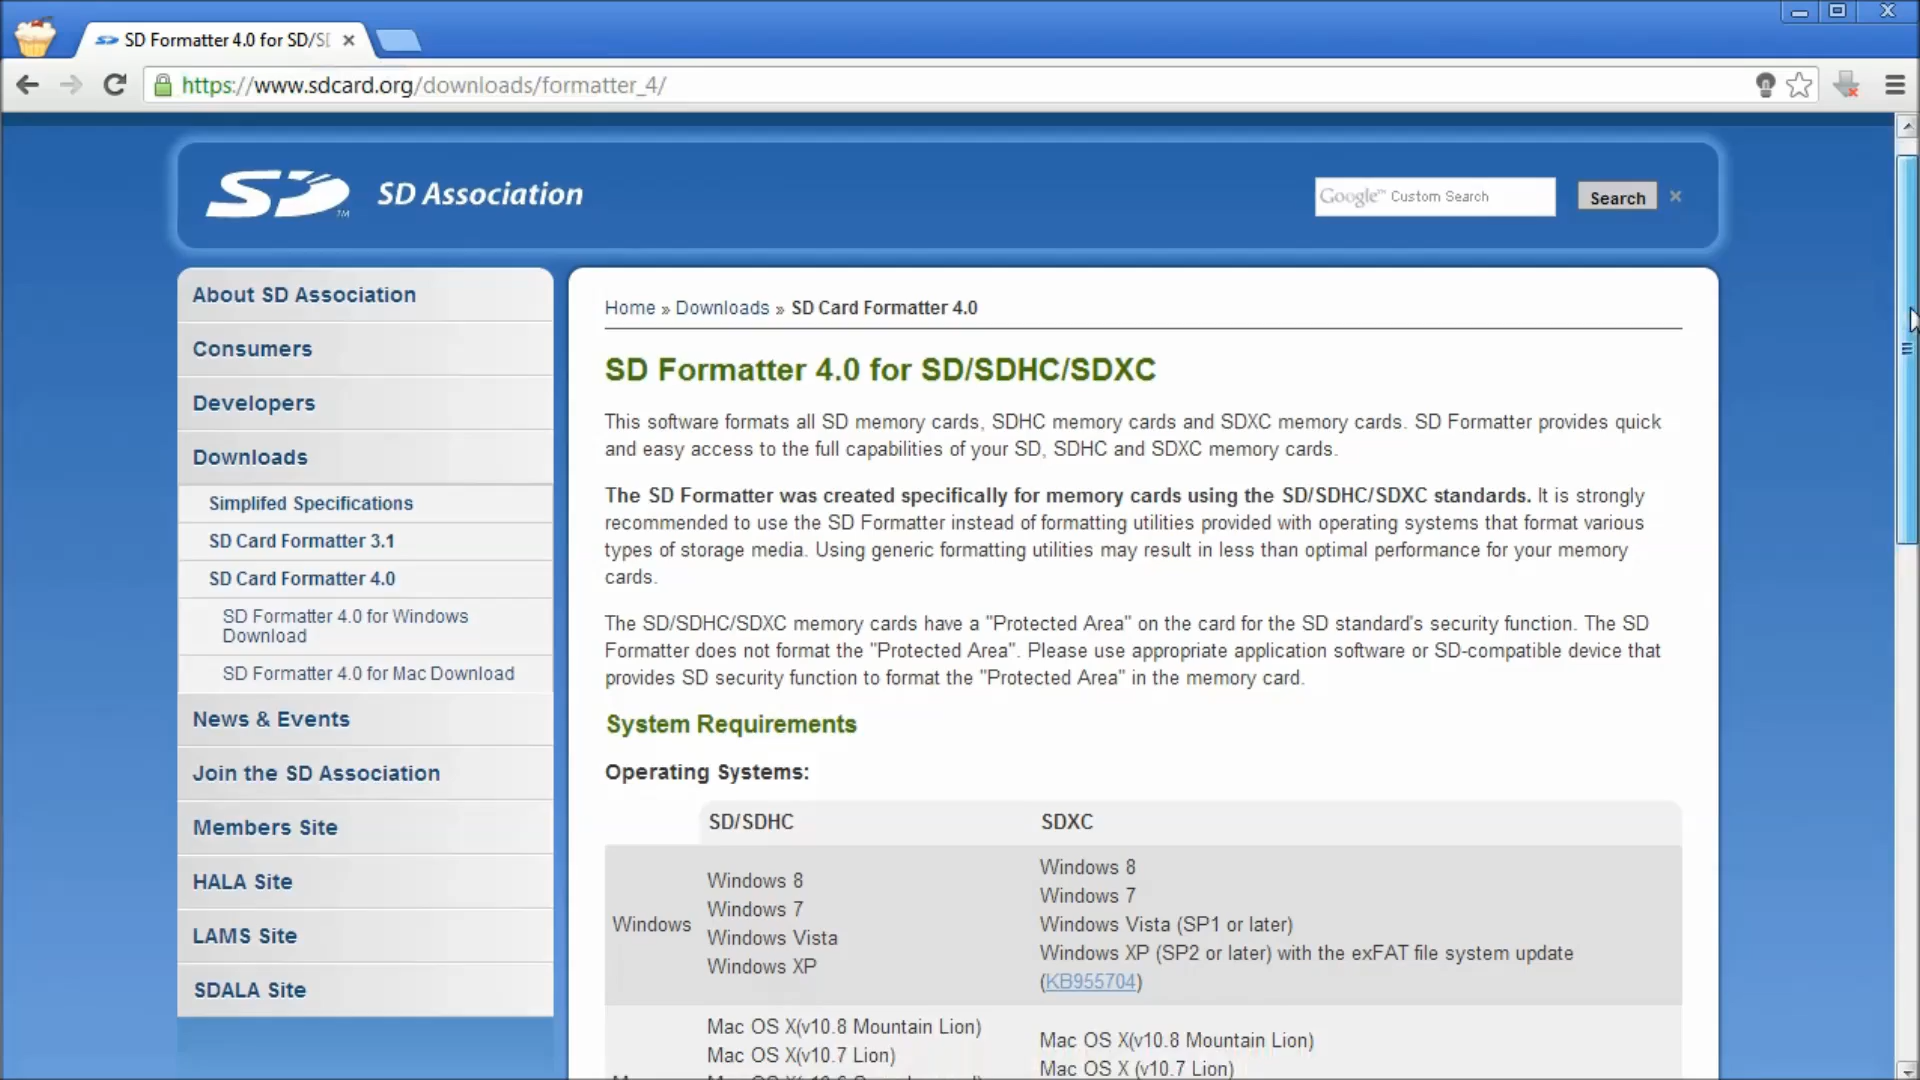 SD Formatter 4.0 for SD/SD
https://www.sdcard.org/downloads/formatter_4/
SD
TM
SD Association
Google™ Custom Search
Search
About SD Association
Consumers
Developers
Downloads
Simplifed Specifications
SD Card Formatter 3.1
SD Card Formatter 4.0
SD Formatter 4.0 for Windows
Download
SD Formatter 4.0 for Mac Download
News & Events
Join the SD Association
Members Site
HALA Site
LAMS Site
SDALA Site
Home » Downloads » SD Card Formatter 4.0
SD Formatter 4.0 for SD/SDHC/SDXC
This software formats all SD memory cards, SDHC memory cards and SDXC memory cards. SD Formatter provides quick
and easy access to the full capabilities of your SD, SDHC and SDXC memory cards.
The SD Formatter was created specifically for memory cards using the SD/SDHC/SDXC standards. It is strongly
recommended to use the SD Formatter instead of formatting utilities provided with operating systems that format various
types of storage media. Using generic formatting utilities may result in less than optimal performance for your memory
cards.
The SD/SDHC/SDXC memory cards have a "Protected Area" on the card for the SD standard's security function. The SD
Formatter does not format the "Protected Area". Please use appropriate application software or SD-compatible device that
provides SD security function to format the "Protected Area" in the memory card.
System Requirements
Operating Systems:
SD/SDHC SDXC
Windows
Windows 8
Windows 7
Windows Vista
Windows XP
Windows 8
Windows 7
Windows Vista (SP1 or later)
Windows XP (SP2 or later) with the exFAT file system update
(KB955704)
Mac OS X(v10.8 Mountain Lion)
Mac OS X(v10.7 Lion)
Mac OS X(v10.8 Mountain Lion)
Mac OS X (v10.7 Lion)